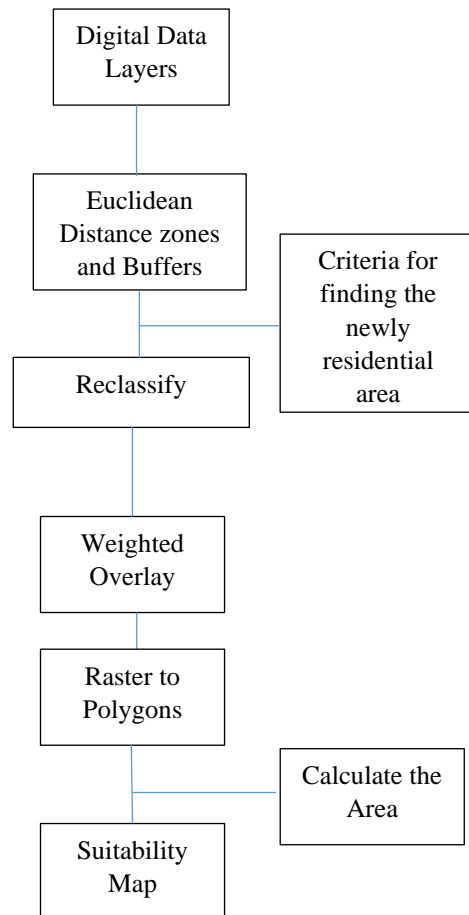 Digital Data
Layers
Euclidean
Distance zones
and Buffers
Criteria for
finding the
newly
residential
area
Reclassify
Weighted
Overlay
Raster to
Polygons
Calculate the
Area
Suitability
Map